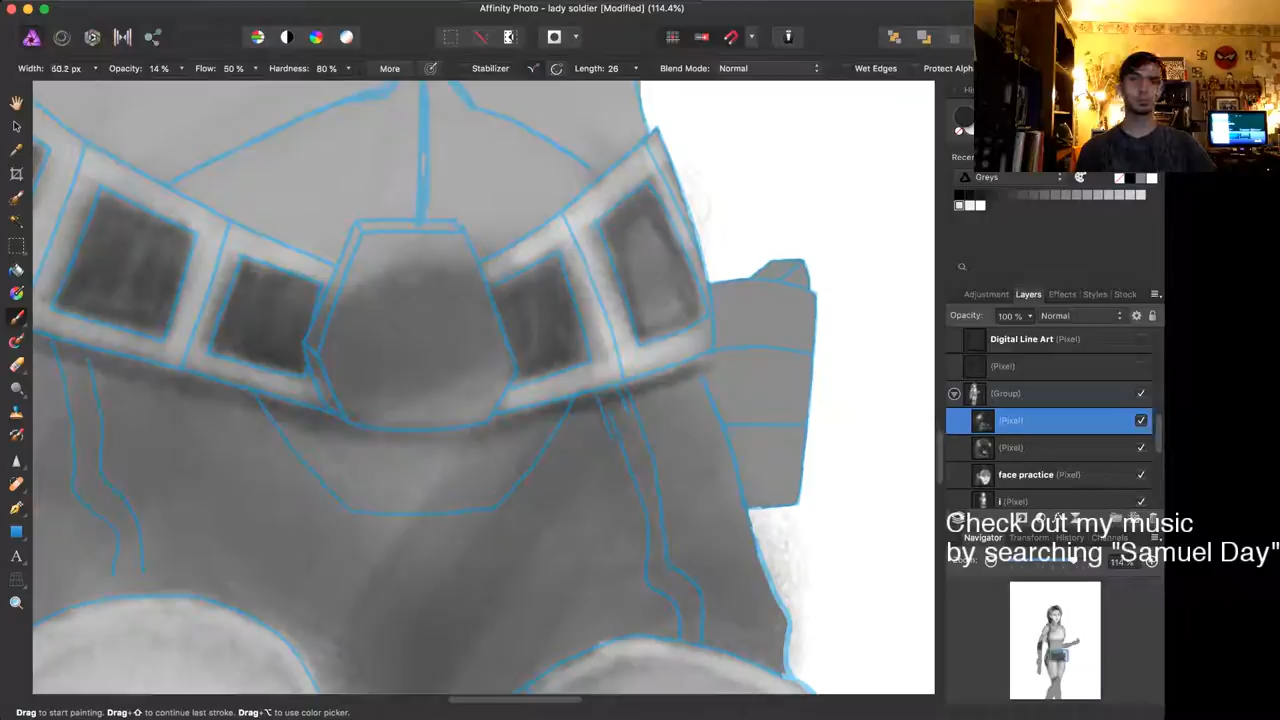 Affinity Photo - lady soldier [Modified] (114.4%)
Width: 60.2 px Opacity: 14 % Flow: 50 % Hardness: 80 % More Stabilizer Length: 26 Blend Mode: Normal Wet Edges Protect Alph
Greys
Adjustment Layers Effects Styles Stock
Opacity: 100 % Normal
Digital Line Art (Pixel)
(Pixel)
(Group)
(Pixel)
(Pixel)
face practice (Pixel)
i (Pixel)
Check out my music
Navigator Transform History Channels
by searching "Samuel Day"
114 %
Drag to start painting. Drag+⇧ to continue last stroke. Drag+⌥ to use color picker.